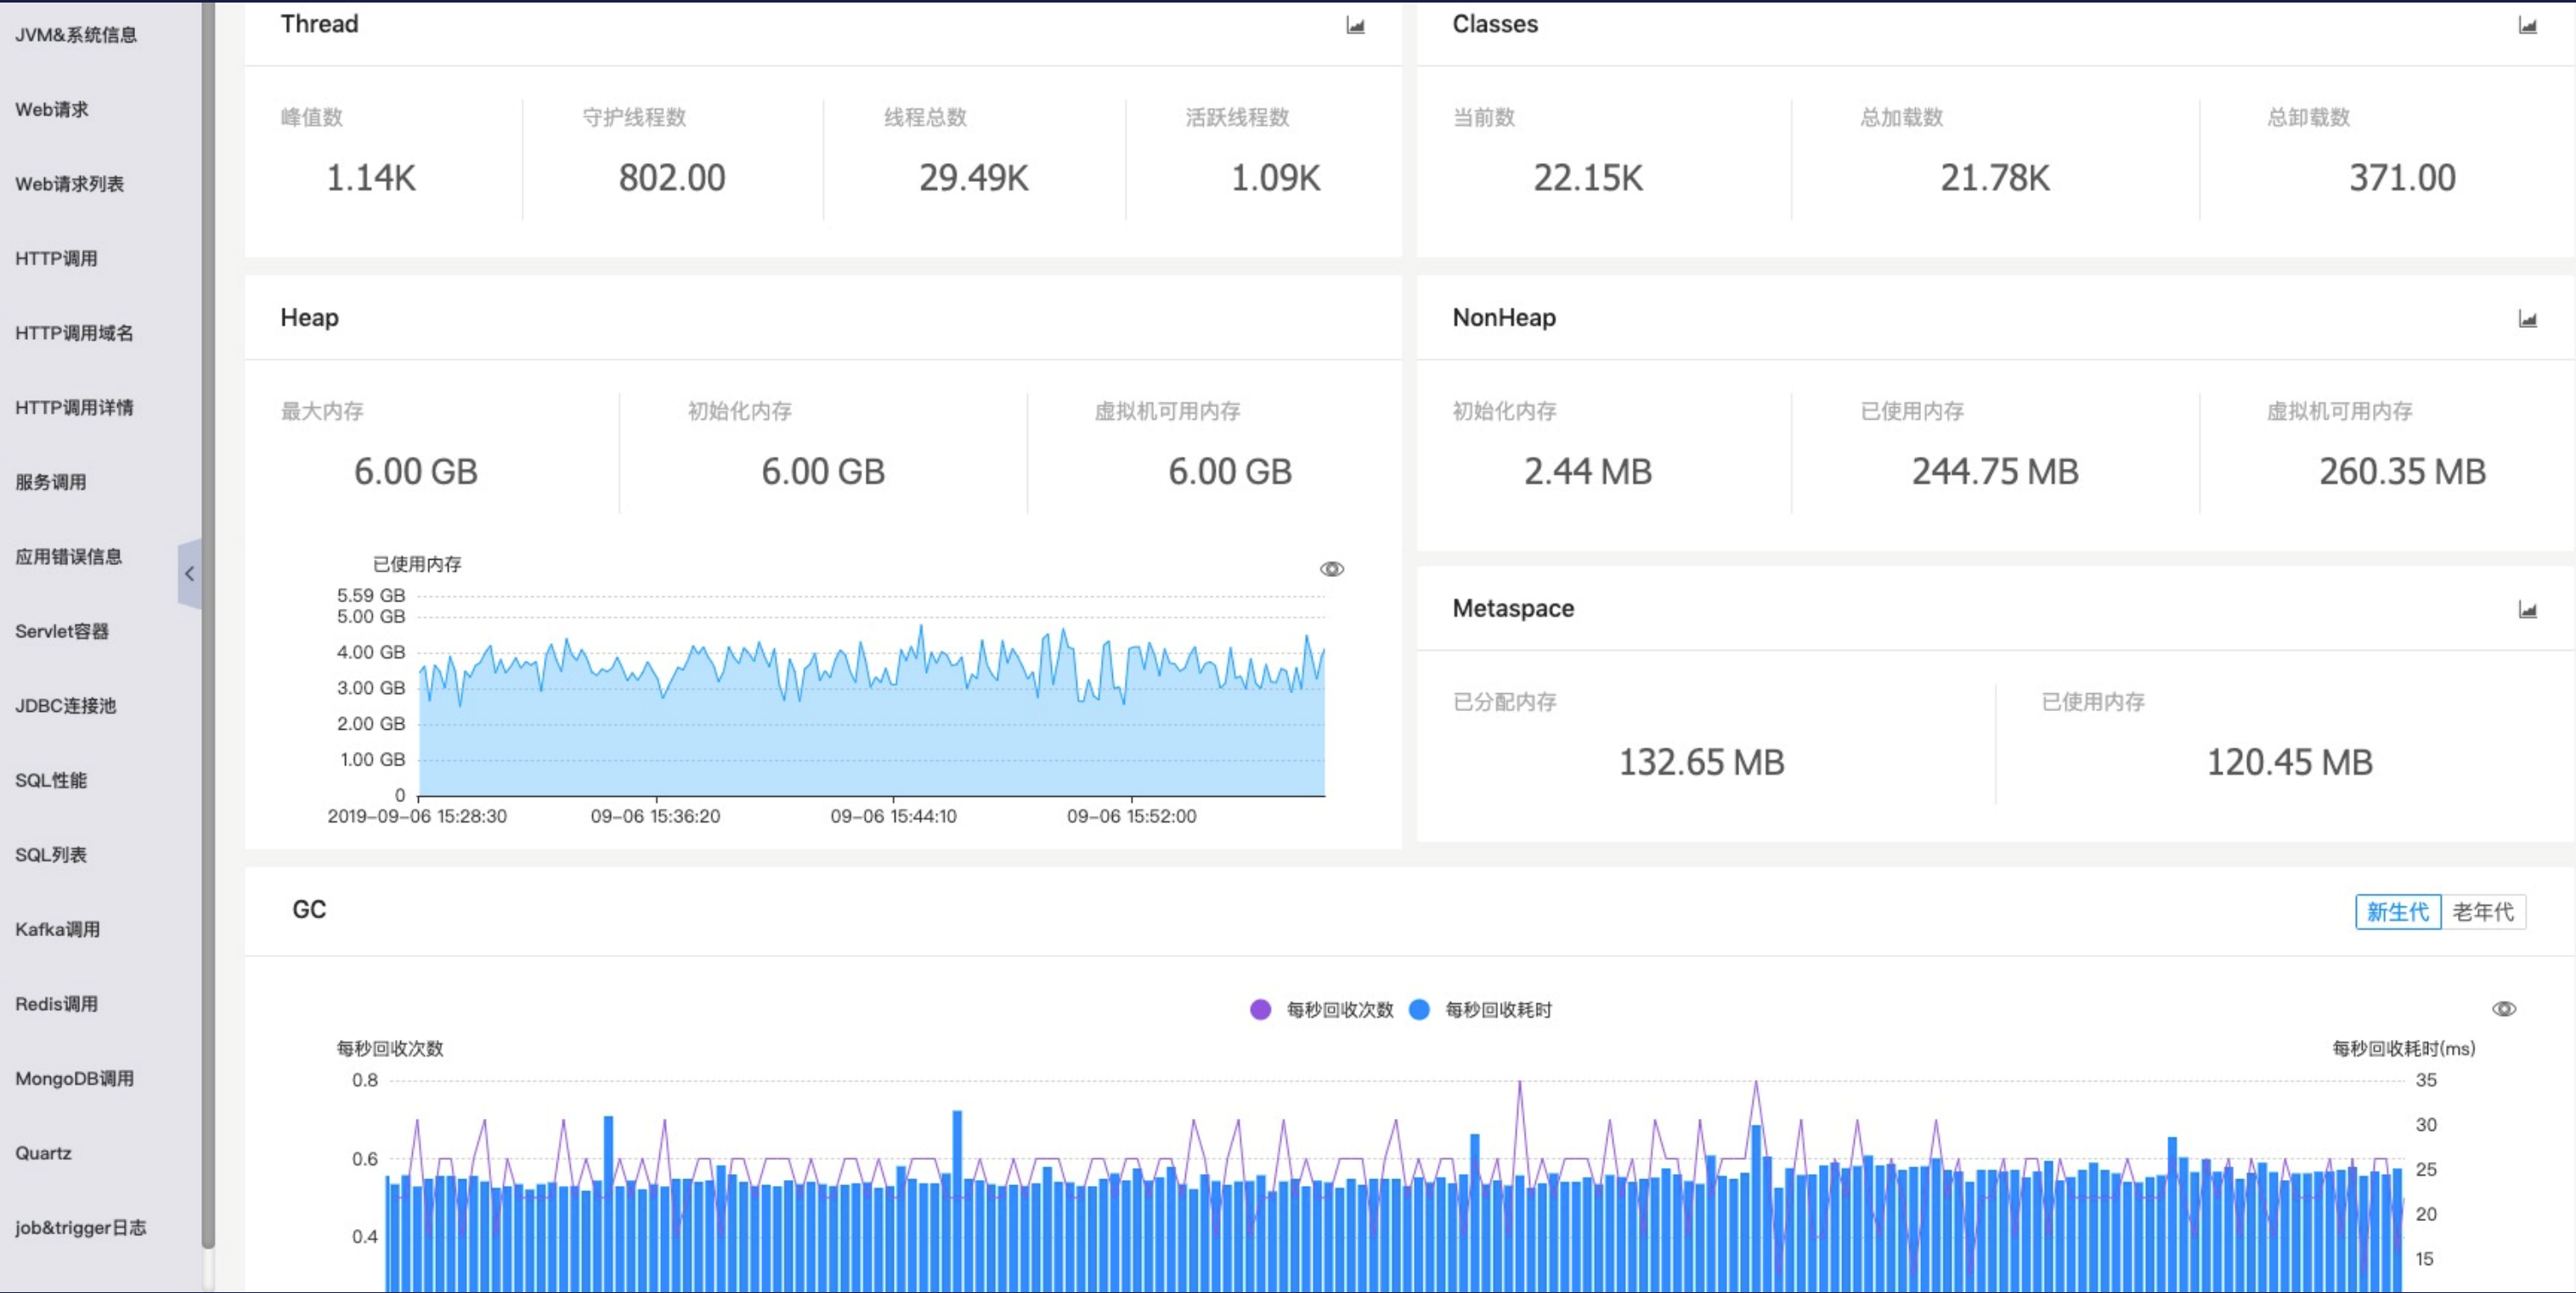 JVM&系统信息
Web请求
Web请求列表
HTTP调用
HTTP调用域名
HTTP调用详情
服务调用
应用错误信息
Servlet容器
JDBC连接池
SQL性能
SQL列表
Kafka调用
Redis调用
MongoDB调用
Quartz
job&trigger日志
Thread
峰值数 守护线程数 线程总数 活跃线程数
1.14K 802.00 29.49K 1.09K
Classes
当前数 总加载数 总卸载数
22.15K 21.78K 371.00
Heap
最大内存 初始化内存 虚拟机可用内存
6.00 GB 6.00 GB 6.00 GB
已使用内存
5.59 GB
5.00 GB
4.00 GB
3.00 GB
2.00 GB
1.00 GB
0
2019-09-06 15:28:30 09-06 15:36:20 09-06 15:44:10 09-06 15:52:00
NonHeap
初始化内存 已使用内存 虚拟机可用内存
2.44 MB 244.75 MB 260.35 MB
Metaspace
已分配内存 已使用内存
132.65 MB 120.45 MB
GC
新生代 老年代
每秒回收次数 每秒回收耗时
每秒回收次数
0.8
0.6
0.4
每秒回收耗时(ms)
35
30
25
20
15